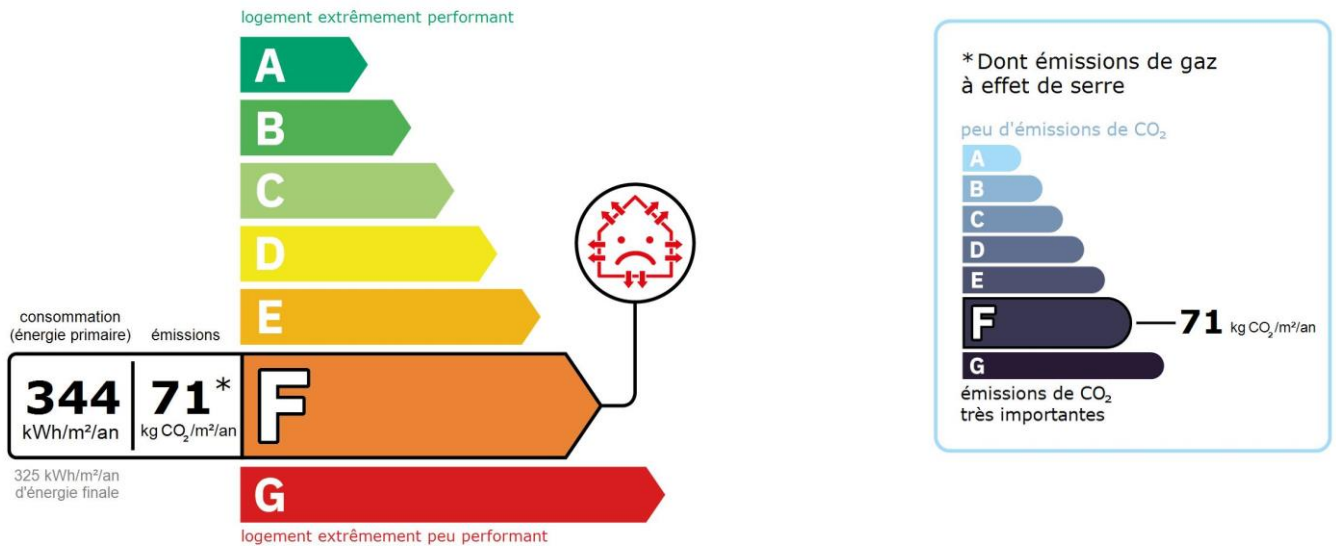 logement extrêmement performant
A
B
C
D
E
consommation
(énergie primaire)
émissions
344
kWh/m²/an
71*
kg CO₂/m²/an
F
325 kWh/m²/an
d'énergie finale
G
logement extrêmement peu performant
*Dont émissions de gaz
à effet de serre
peu d'émissions de CO₂
A
B
C
D
E
F
71 kg CO₂/m²/an
G
émissions de CO₂
très importantes